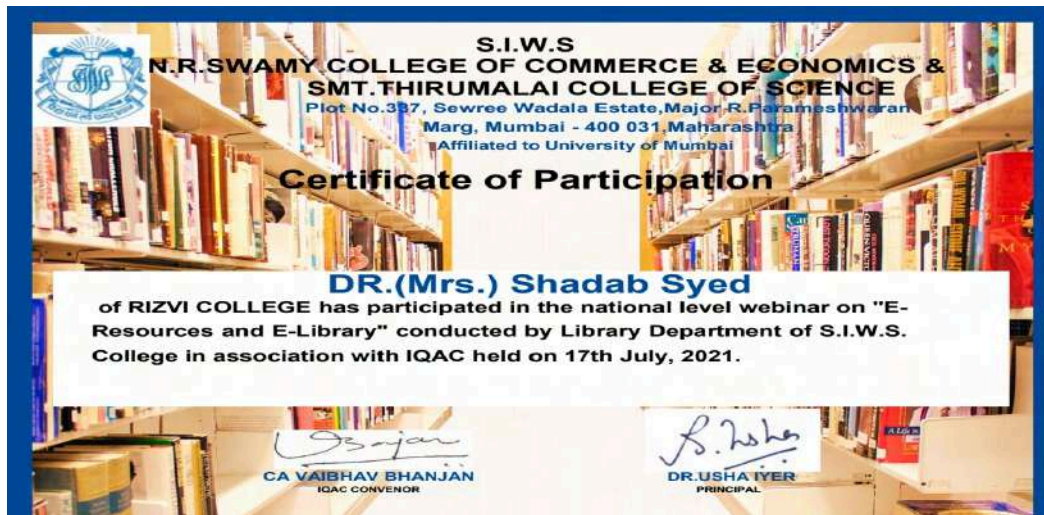 S.I.W.S
N.R.SWAMY COLLEGE OF COMMERCE & ECONOMICS &
SMT.THIRUMALAI COLLEGE OF SCIENCE
Plot No.337, Sewree Wadala Estate,Major R.Parameshwaran
Marg, Mumbai - 400 031,Maharashtra
Affiliated to University of Mumbai
Certificate of Participation
DR.(Mrs.) Shadab Syed
of RIZVI COLLEGE has participated in the national level webinar on "E-
Resources and E-Library" conducted by Library Department of S.I.W.S.
College in association with IQAC held on 17th July, 2021.
CA VAIBHAV BHANJAN
IQAC CONVENOR
DR.USHA IYER
PRINCIPAL